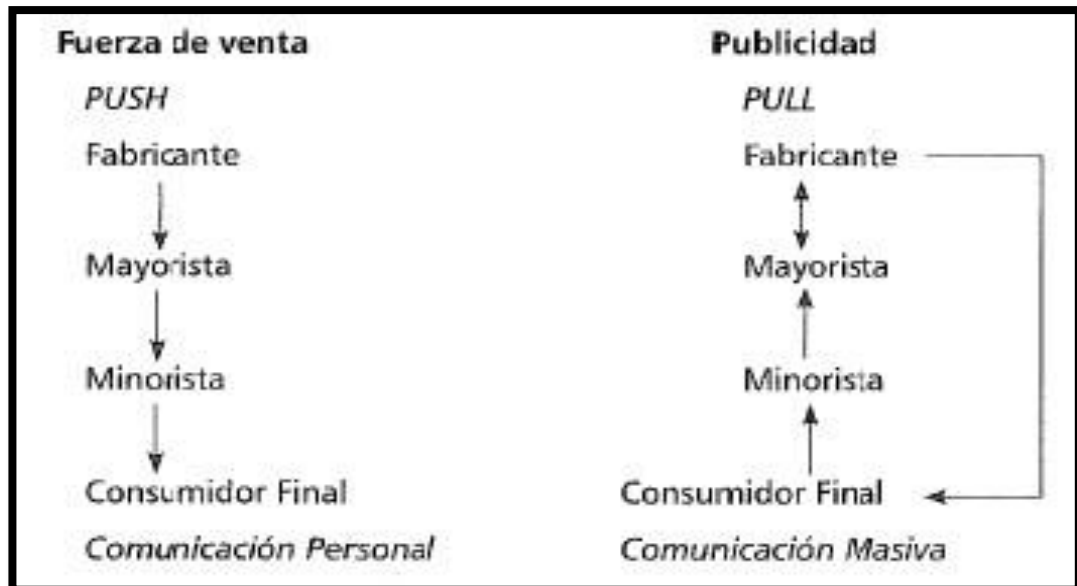 Fuerza de venta
PUSH
Fabricante
Mayorista
Minorista
Consumidor Final
Comunicación Personal
Publicidad
PULL
Fabricante
Mayorista
Minorista
Consumidor Final
Comunicación Masiva